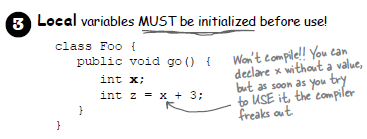 3 Local variables MUST be initialized before use!
class Foo {
public void go() {
int x;
int z = x + 3;
}
}
Won't compile!! You can
declare x without a value,
but as soon as you try
to USE it, the compiler
freaks out.